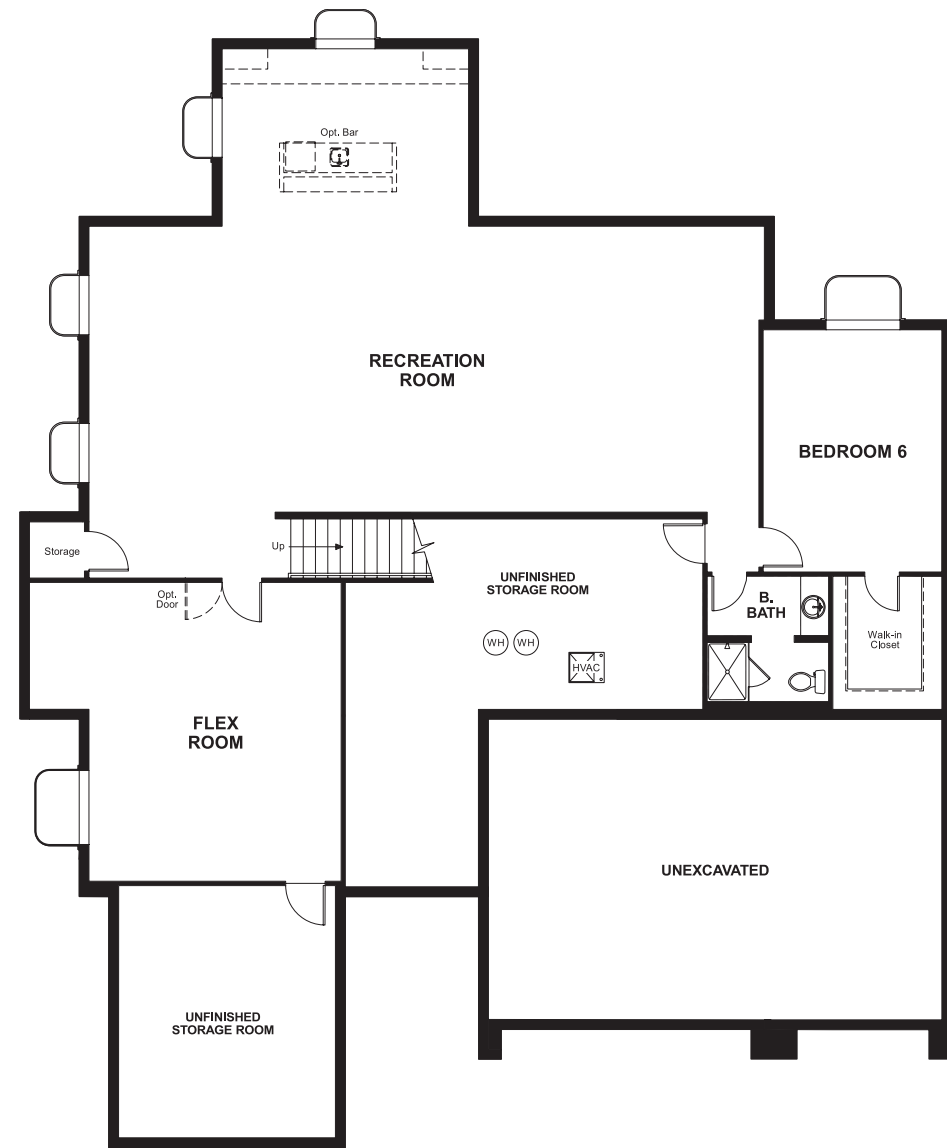 Opt. Bar
RECREATION
ROOM
BEDROOM 6
Storage
Up
UNFINISHED
STORAGE ROOM
Opt.
Door
B.
BATH
WH
WH
HVAC
Walk-in
Closet
FLEX
ROOM
UNEXCAVATED
UNFINISHED
STORAGE ROOM